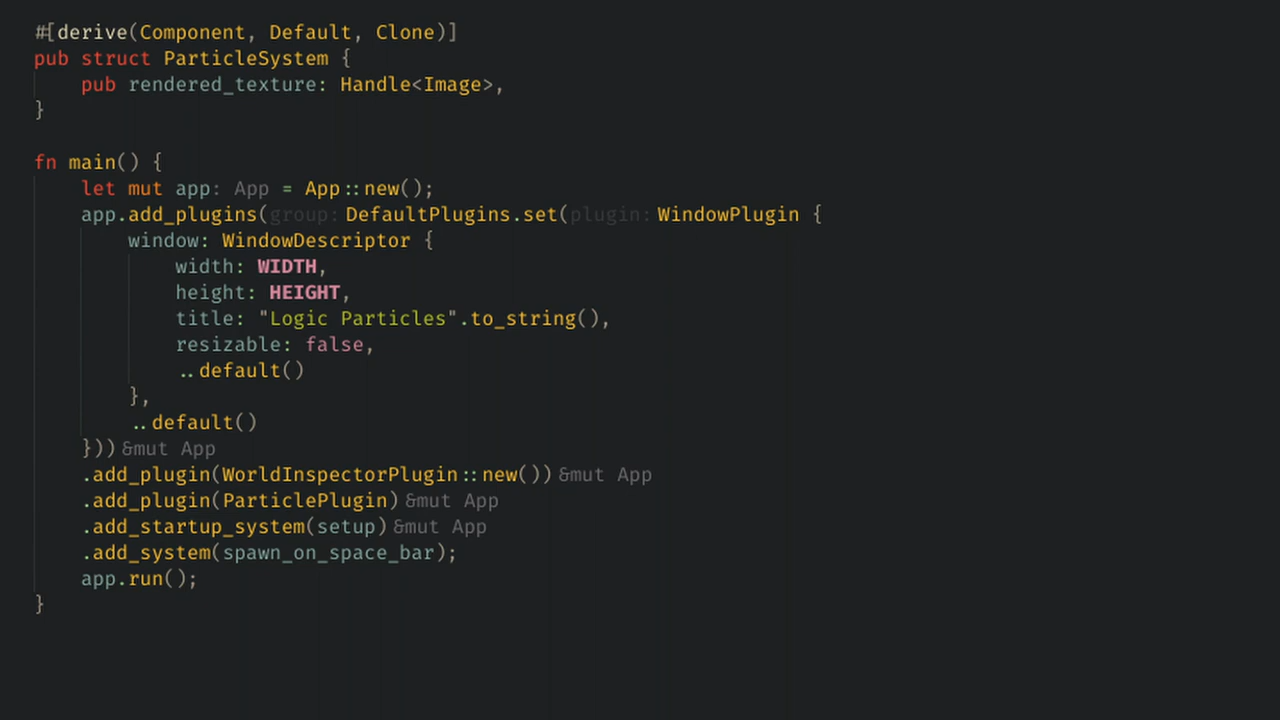 #[derive(Component, Default, Clone)]
pub struct ParticleSystem {
    pub rendered_texture: Handle<Image>,
}

fn main() {
    let mut app: App = App::new();
    app.add_plugins(group: DefaultPlugins.set(plugin: WindowPlugin {
        window: WindowDescriptor {
            width: WIDTH,
            height: HEIGHT,
            title: "Logic Particles".to_string(),
            resizable: false,
            ..default()
        },
        ..default()
    })) &mut App
    .add_plugin(WorldInspectorPlugin::new()) &mut App
    .add_plugin(ParticlePlugin) &mut App
    .add_startup_system(setup) &mut App
    .add_system(spawn_on_space_bar);
    app.run();
}